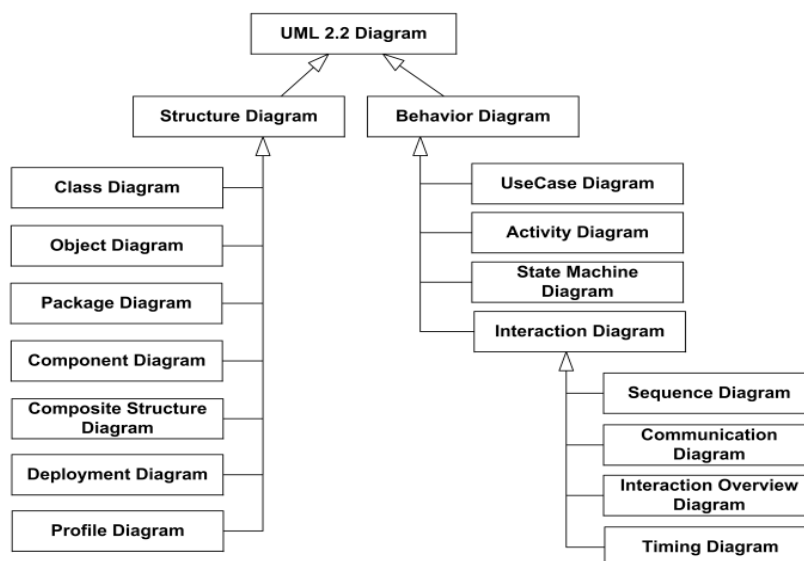 UML 2.2 Diagram
Structure Diagram
Behavior Diagram
Class Diagram
Object Diagram
Package Diagram
Component Diagram
Composite Structure
Diagram
Deployment Diagram
Profile Diagram
UseCase Diagram
Activity Diagram
State Machine
Diagram
Interaction Diagram
Sequence Diagram
Communication
Diagram
Interaction Overview
Diagram
Timing Diagram